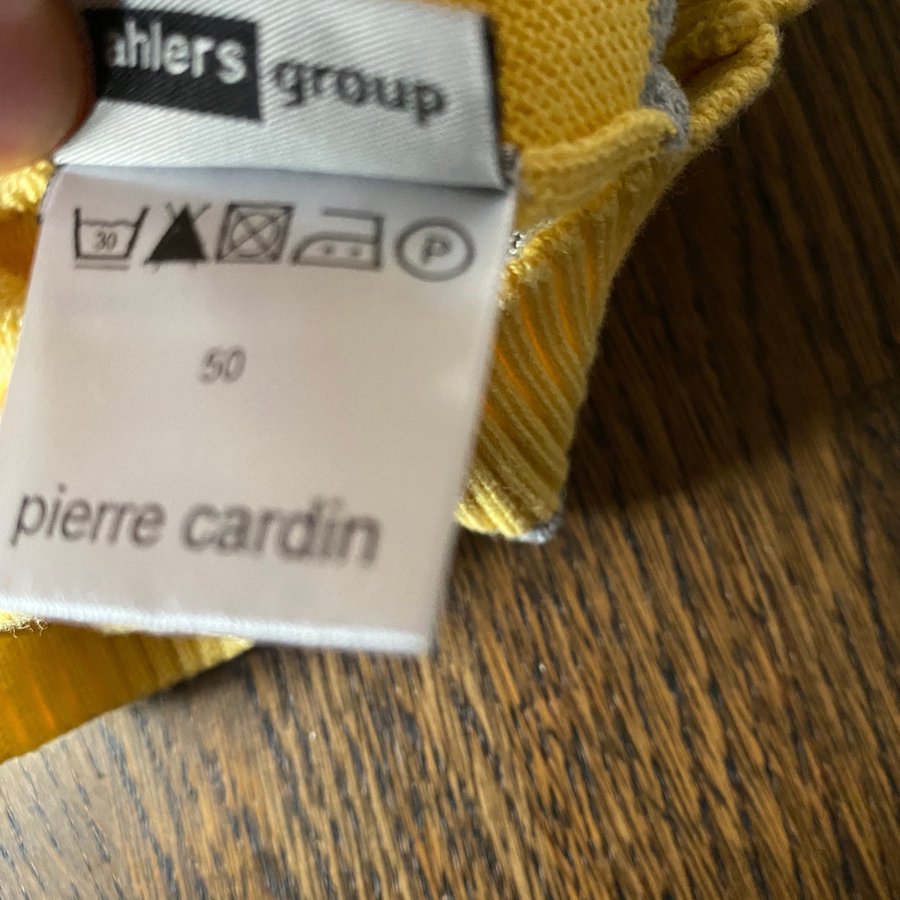 ahlers group
30 P
50
pierre cardin